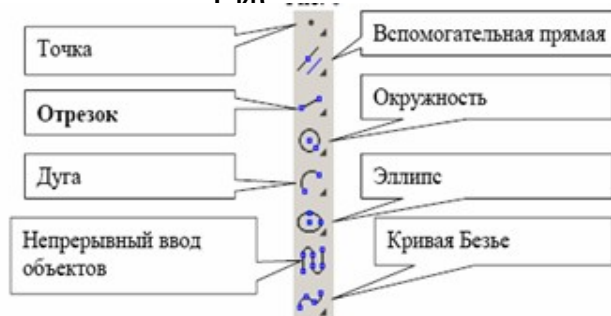 Точка
Вспомогательная прямая
Отрезок
Окружность
Дуга
Эллипс
Непрерывный ввод
объектов
Кривая Безье